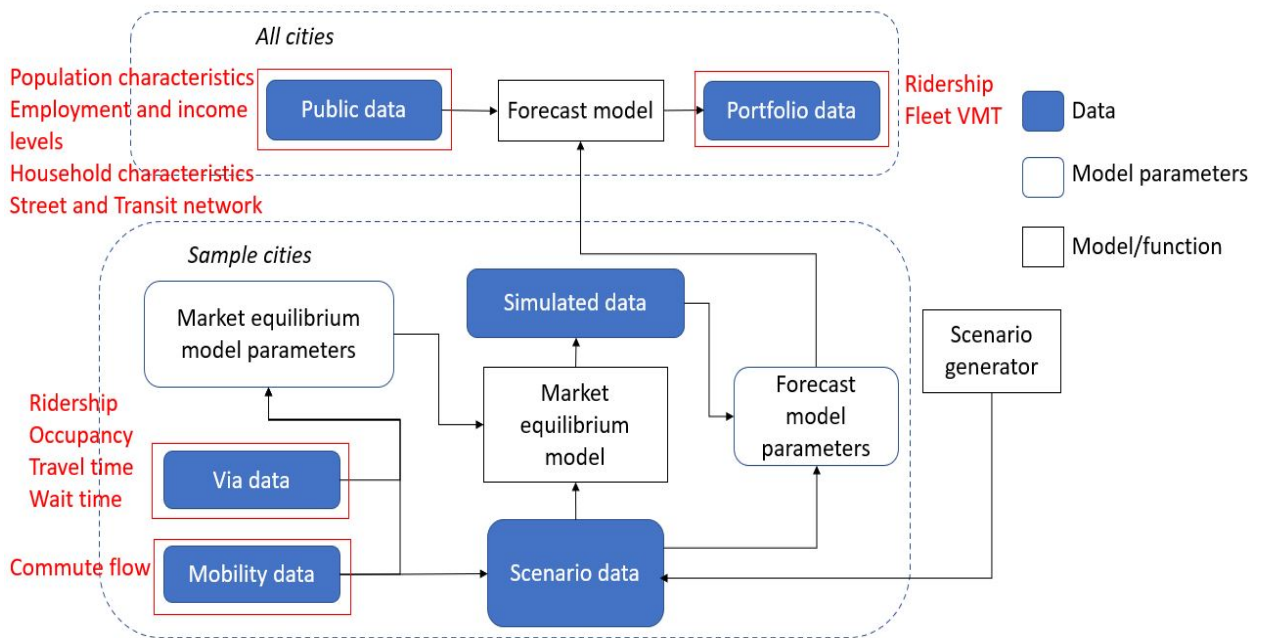 All cities
Population characteristics
Employment and income
levels
Household characteristics
Street and Transit network
Public data
Forecast model
Portfolio data
Ridership
Fleet VMT
Data
Model parameters
Model/function
Sample cities
Market equilibrium
model parameters
Simulated data
Scenario
generator
Market
equilibrium
model
Forecast
model
parameters
Ridership
Occupancy
Travel time
Wait time
Via data
Commute flow
Mobility data
Scenario data